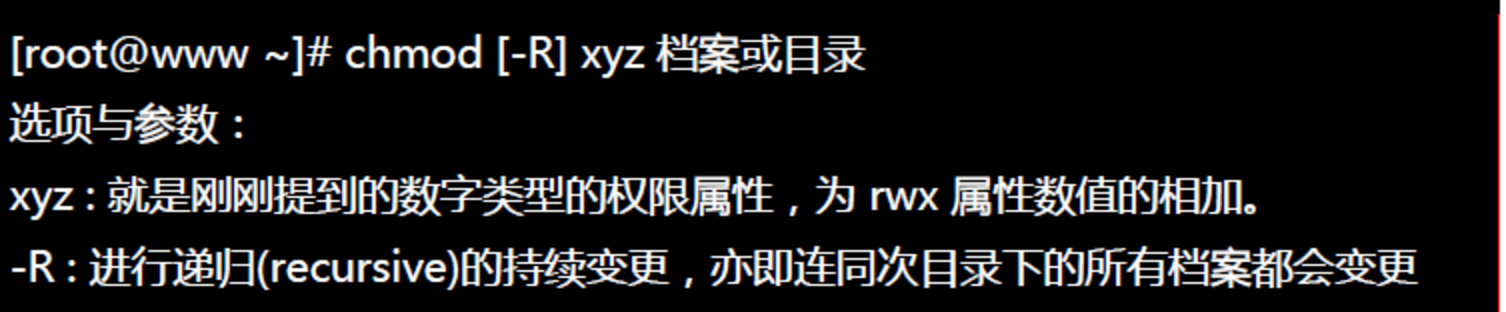 [root@www ~]# chmod [-R] xyz 档案或目录
选项与参数：
xyz : 就是刚刚提到的数字类型的权限属性，为 rwx 属性数值的相加。
-R : 进行递归(recursive)的持续变更，亦即连同次目录下的所有档案都会变更